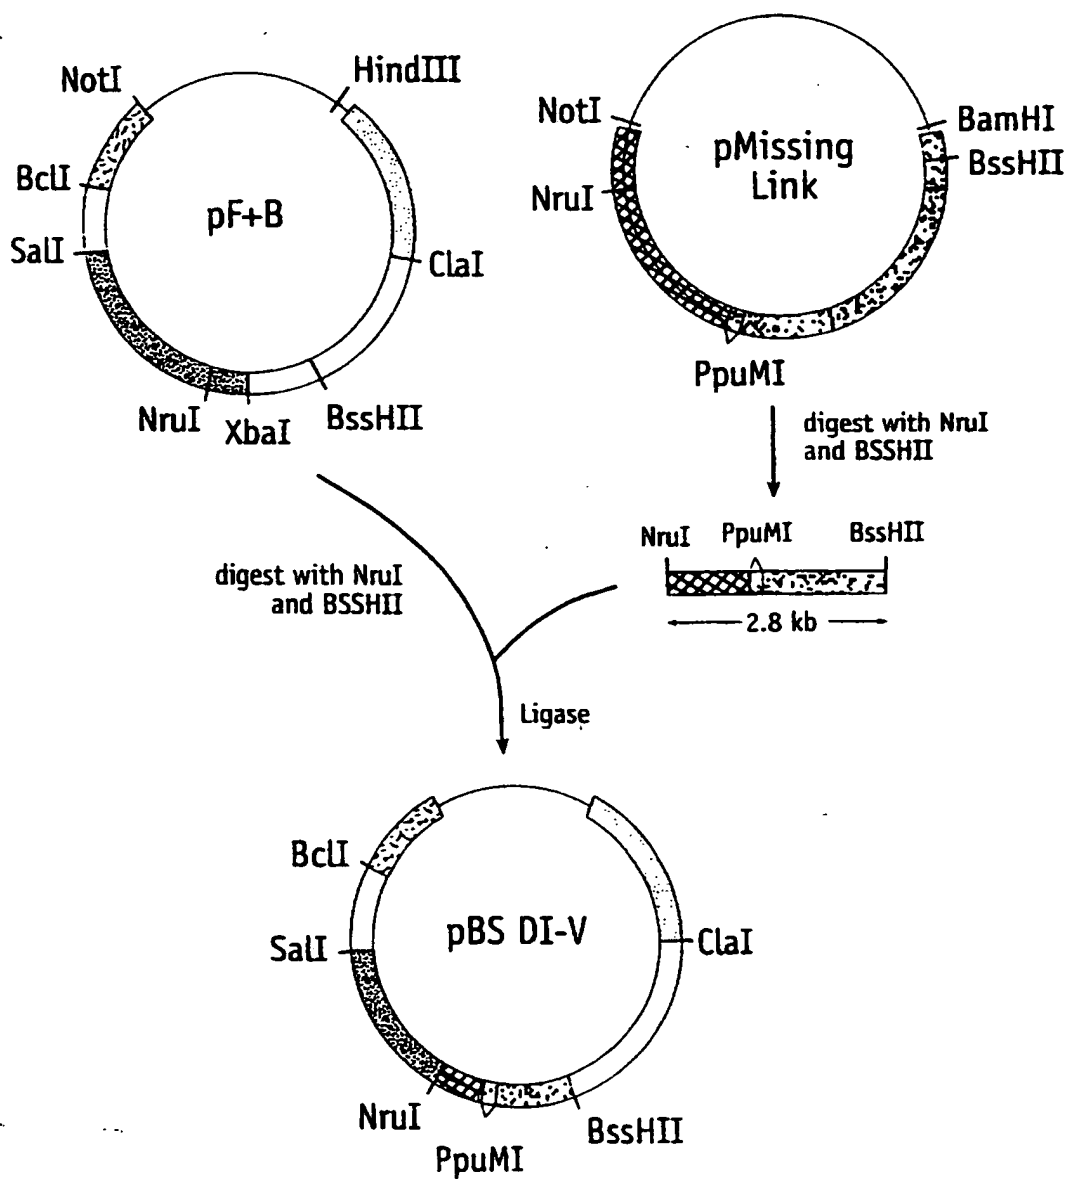 NotI
HindIII
BclI
pF+B
SalI
ClaI
NruI
XbaI
BssHII
NotI
BamHI
pMissing
Link
BssHII
NruI
PpuMI
digest with NruI
and BSSHII
NruI
PpuMI
BssHII
2.8 kb
digest with NruI
and BSSHII
Ligase
BclI
pBS DI-V
SalI
ClaI
NruI
PpuMI
BssHII